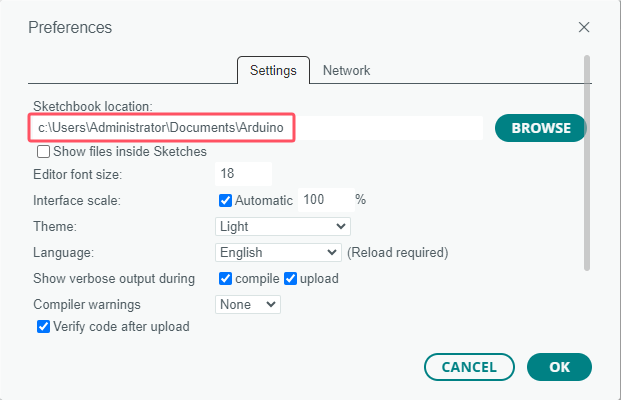 Preferences
Settings Network
Sketchbook location:
c:\Users\Administrator\Documents\Arduino BROWSE
Show files inside Sketches
Editor font size: 18
Interface scale: Automatic 100 %
Theme: Light
Language: English (Reload required)
Show verbose output during compile upload
Compiler warnings None
Verify code after upload
CANCEL OK